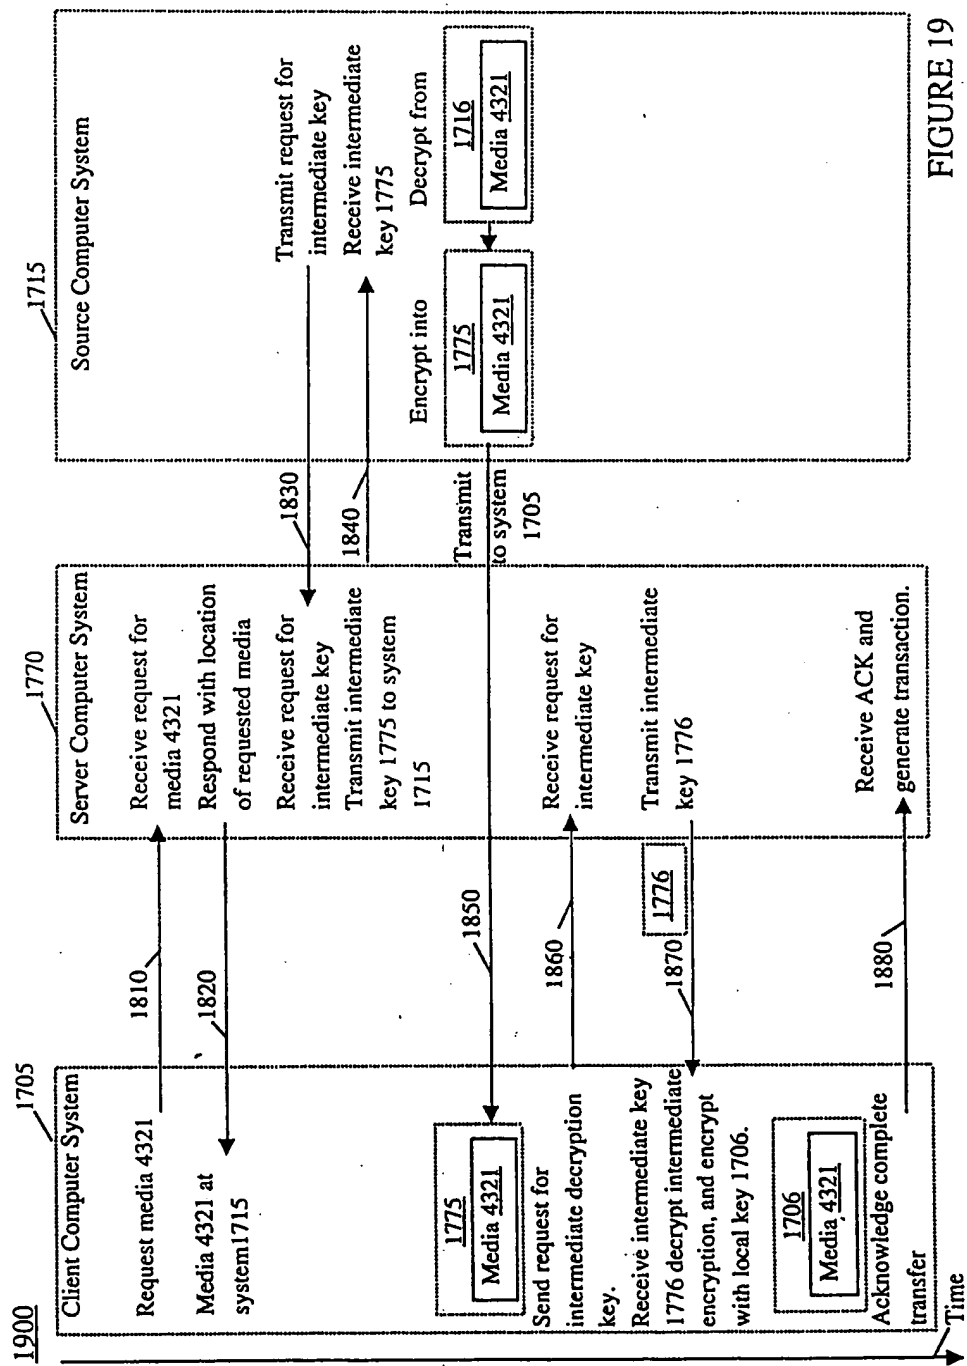 1900
1705
Client Computer System
Request media 4321
Media 4321 at
system1715
1775
Media 4321
Send request for
intermediate decryption
key.
Receive intermediate key
1776 decrypt intermediate
encryption, and encrypt
with local key 1706.
1706
Media 4321
Acknowledge complete
transfer
Time
1810
1820
1850
1860
1776
1870
1880
1770
Server Computer System
Receive request for
media 4321
Respond with location
of requested media
Receive request for
intermediate key
Transmit intermediate
key 1775 to system
1715
Receive request for
intermediate key
Transmit intermediate
key 1776
Receive ACK and
generate transaction.
1830
1840
Transmit
to system
1705
1715
Source Computer System
Transmit request for
intermediate key
Receive intermediate
key 1775
Encrypt into
Decrypt from
1775
Media 4321
1716
Media 4321
FIGURE 19